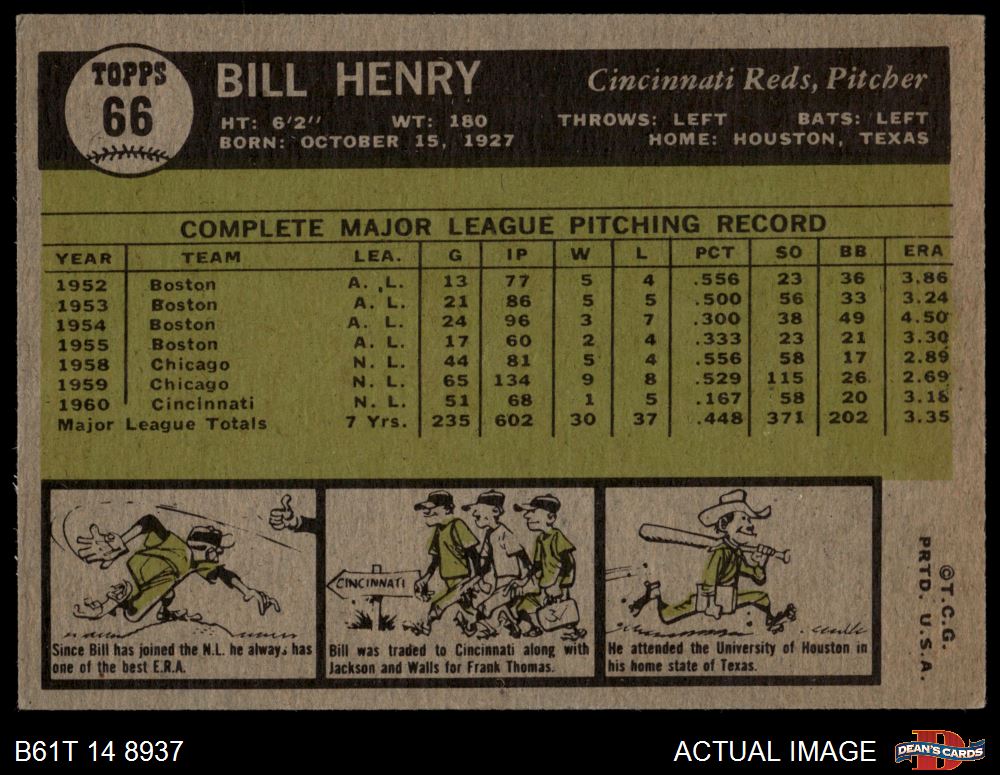 TOPPS
66
BILL HENRY
Cincinnati Reds, Pitcher
HT: 6'2" WT: 180 THROWS: LEFT BATS: LEFT
BORN: OCTOBER 15, 1927 HOME: HOUSTON, TEXAS
COMPLETE MAJOR LEAGUE PITCHING RECORD
YEAR TEAM LEA. G IP W L PCT SO BB ERA
1952 Boston A. L. 13 77 5 4 .556 23 36 3.86
1953 Boston A. L. 21 86 5 5 .500 56 33 3.24
1954 Boston A. L. 24 96 3 7 .300 38 49 4.50
1955 Boston A. L. 17 60 2 4 .333 23 21 3.30
1958 Chicago N. L. 44 81 5 4 .556 58 17 2.89
1959 Chicago N. L. 65 134 9 8 .529 115 26 2.69
1960 Cincinnati N. L. 51 68 1 5 .167 58 20 3.18
Major League Totals 7 Yrs. 235 602 30 37 .448 371 202 3.35
Since Bill has joined the N.L. he always has
one of the best E.R.A.
CINCINNATI
Bill was traded to Cincinnati along with
Jackson and Walls for Frank Thomas.
He attended the University of Houston in
his home state of Texas.
©T.C.G.
PRTD. U.S.A.
B61T 14 8937
ACTUAL IMAGE
D
DEAN'S CARDS